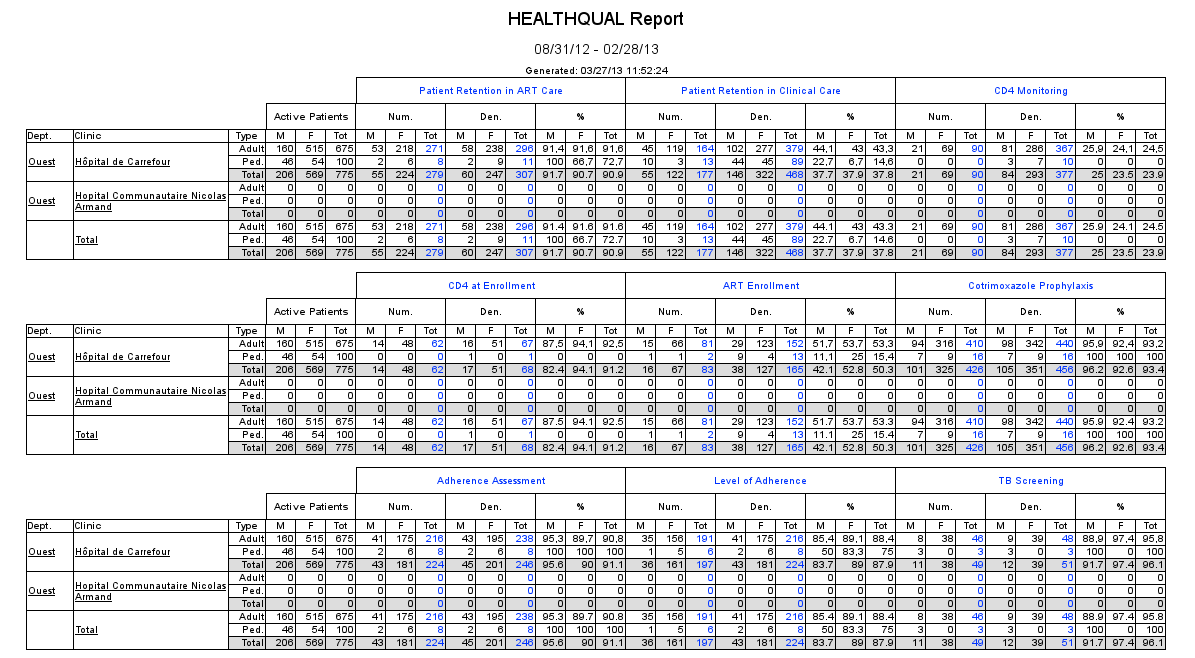 HEALTHQUAL Report
08/31/12 - 02/28/13
Generated: 03/27/13 11:52:24
Patient Retention in ART Care Patient Retention in Clinical Care CD4 Monitoring
Active Patients Num. Den. % Num. Den. % Num. Den. %
Dept. Clinic Type M F Tot M F Tot M F Tot M F Tot M F Tot M F Tot M F Tot M F Tot M F Tot M F Tot
Adult 160 515 675 53 218 271 58 238 296 91,4 91,6 91,6 45 119 164 102 277 379 44,1 43 43,3 21 69 90 81 286 367 25,9 24,1 24,5
Ouest Hôpital de Carrefour Ped. 46 54 100 2 6 8 2 9 11 100 66,7 72,7 10 3 13 44 45 89 22,7 6,7 14,6 0 0 0 3 7 10 0 0 0
Total 206 569 775 55 224 279 60 247 307 91.7 90.7 90.9 55 122 177 146 322 468 37.7 37.9 37.8 21 69 90 84 293 377 25 23.5 23.9
Adult 0 0 0 0 0 0 0 0 0 0 0 0 0 0 0 0 0 0 0 0 0 0 0 0 0 0 0 0 0 0
Ouest Hopital Communautaire Nicolas Armand Ped. 0 0 0 0 0 0 0 0 0 0 0 0 0 0 0 0 0 0 0 0 0 0 0 0 0 0 0 0 0 0
Total 0 0 0 0 0 0 0 0 0 0 0 0 0 0 0 0 0 0 0 0 0 0 0 0 0 0 0 0 0 0
Adult 160 515 675 53 218 271 58 238 296 91.4 91.6 91.6 45 119 164 102 277 379 44.1 43 43.3 21 69 90 81 286 367 25.9 24.1 24.5
Total Ped. 46 54 100 2 6 8 2 9 11 100 66.7 72.7 10 3 13 44 45 89 22.7 6.7 14.6 0 0 0 3 7 10 0 0 0
Total 206 569 775 55 224 279 60 247 307 91.7 90.7 90.9 55 122 177 146 322 468 37.7 37.9 37.8 21 69 90 84 293 377 25 23.5 23.9
CD4 at Enrollment ART Enrollment Cotrimoxazole Prophylaxis
Active Patients Num. Den. % Num. Den. % Num. Den. %
Dept. Clinic Type M F Tot M F Tot M F Tot M F Tot M F Tot M F Tot M F Tot M F Tot M F Tot M F Tot
Adult 160 515 675 14 48 62 16 51 67 87,5 94,1 92,5 15 66 81 29 123 152 51,7 53,7 53,3 94 316 410 98 342 440 95,9 92,4 93,2
Ouest Hôpital de Carrefour Ped. 46 54 100 0 0 0 1 0 1 0 0 0 1 1 2 9 4 13 11,1 25 15,4 7 9 16 7 9 16 100 100 100
Total 206 569 775 14 48 62 17 51 68 82.4 94.1 91.2 16 67 83 38 127 165 42.1 52.8 50.3 101 325 426 105 351 456 96.2 92.6 93.4
Adult 0 0 0 0 0 0 0 0 0 0 0 0 0 0 0 0 0 0 0 0 0 0 0 0 0 0 0 0 0 0
Ouest Hopital Communautaire Nicolas Armand Ped. 0 0 0 0 0 0 0 0 0 0 0 0 0 0 0 0 0 0 0 0 0 0 0 0 0 0 0 0 0 0
Total 0 0 0 0 0 0 0 0 0 0 0 0 0 0 0 0 0 0 0 0 0 0 0 0 0 0 0 0 0 0
Adult 160 515 675 14 48 62 16 51 67 87.5 94.1 92.5 15 66 81 29 123 152 51.7 53.7 53.3 94 316 410 98 342 440 95.9 92.4 93.2
Total Ped. 46 54 100 0 0 0 1 0 1 0 0 0 1 1 2 9 4 13 11.1 25 15.4 7 9 16 7 9 16 100 100 100
Total 206 569 775 14 48 62 17 51 68 82.4 94.1 91.2 16 67 83 38 127 165 42.1 52.8 50.3 101 325 426 105 351 456 96.2 92.6 93.4
Adherence Assessment Level of Adherence TB Screening
Active Patients Num. Den. % Num. Den. % Num. Den. %
Dept. Clinic Type M F Tot M F Tot M F Tot M F Tot M F Tot M F Tot M F Tot M F Tot M F Tot M F Tot
Adult 160 515 675 41 175 216 43 195 238 95,3 89,7 90,8 35 156 191 41 175 216 85,4 89,1 88,4 8 38 46 9 39 48 88,9 97,4 95,8
Ouest Hôpital de Carrefour Ped. 46 54 100 2 6 8 2 6 8 100 100 100 1 5 6 2 6 8 50 83,3 75 3 0 3 3 0 3 100 0 100
Total 206 569 775 43 181 224 45 201 246 95.6 90 91.1 36 161 197 43 181 224 83.7 89 87.9 11 38 49 12 39 51 91.7 97.4 96.1
Adult 0 0 0 0 0 0 0 0 0 0 0 0 0 0 0 0 0 0 0 0 0 0 0 0 0 0 0 0 0 0
Ouest Hopital Communautaire Nicolas Armand Ped. 0 0 0 0 0 0 0 0 0 0 0 0 0 0 0 0 0 0 0 0 0 0 0 0 0 0 0 0 0 0
Total 0 0 0 0 0 0 0 0 0 0 0 0 0 0 0 0 0 0 0 0 0 0 0 0 0 0 0 0 0 0
Adult 160 515 675 41 175 216 43 195 238 95.3 89.7 90.8 35 156 191 41 175 216 85.4 89.1 88.4 8 38 46 9 39 48 88.9 97.4 95.8
Total Ped. 46 54 100 2 6 8 2 6 8 100 100 100 1 5 6 2 6 8 50 83.3 75 3 0 3 3 0 3 100 0 100
Total 206 569 775 43 181 224 45 201 246 95.6 90 91.1 36 161 197 43 181 224 83.7 89 87.9 11 38 49 12 39 51 91.7 97.4 96.1